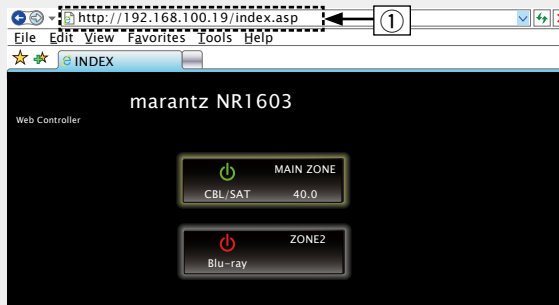 http://192.168.100.19/index.asp
①
File Edit View Favorites Tools Help
INDEX
marantz NR1603
Web Controller
MAIN ZONE
CBL/SAT 40.0
ZONE2
Blu-ray